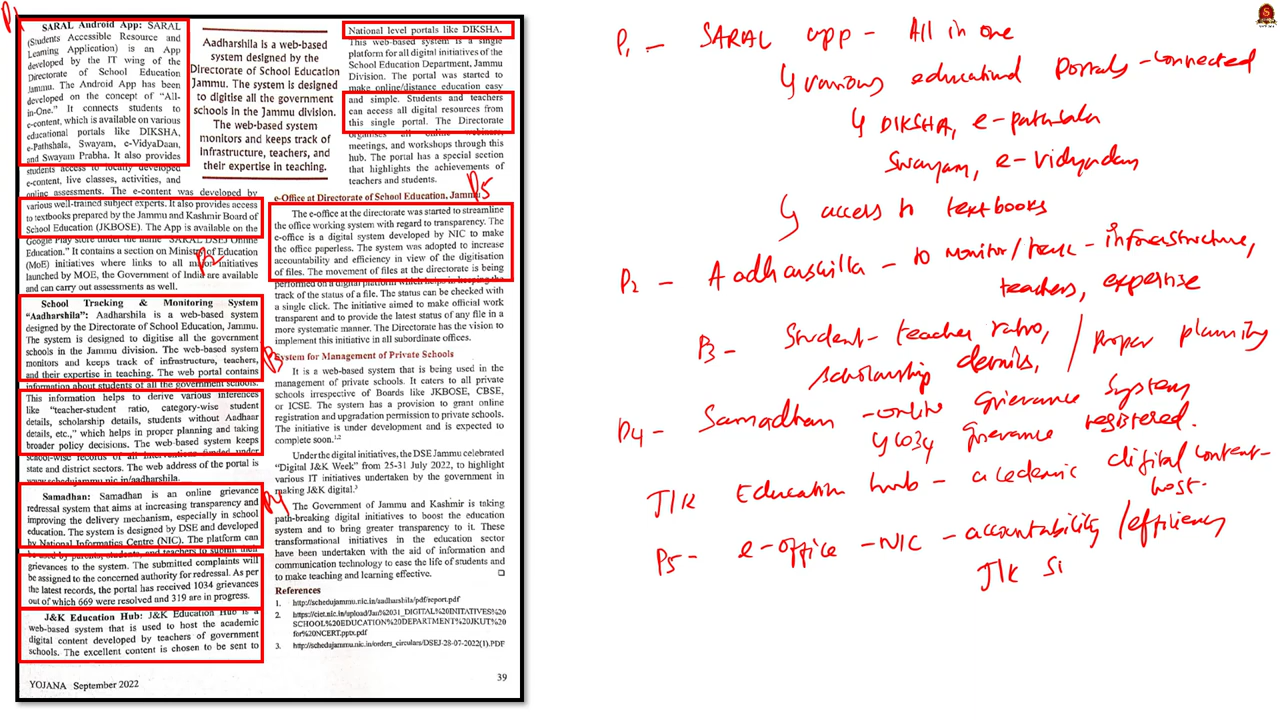 P1
SARAL Android App: SARAL
(Students Accessible Resource and
Learning Application) is an App
developed by the IT wing of the
Directorate of School Education
Jammu. The Android App has been
developed on the concept of "All-
in-One." It connects students to
e-content, which is available on various
educational portals like DIKSHA,
e-Pathshala, Swayam, e-VidyaDaan,
and Swayam Prabha. It also provides
students access to locally developed
e-content, live classes, activities, and
online assessments. The e-content was developed by
various well-trained subject experts. It also provides access
to textbooks prepared by the Jammu and Kashmir Board of
School Education (JKBOSE). The App is available on the
Google Play store under the name "SARAL DSEJ Online
Education." It contains a section on Ministry of Education
(MoE) initiatives where links to all major initiatives
launched by MOE, the Government of India are available
and can carry out assessments as well.
P2
School Tracking & Monitoring System
"Aadharshila": Aadharshila is a web-based system
designed by the Directorate of School Education, Jammu.
The system is designed to digitise all the government
schools in the Jammu division. The web-based system
monitors and keeps track of infrastructure, teachers,
and their expertise in teaching. The web portal contains
information about students of all the government schools.
P3
This information helps to derive various inferences
like "teacher-student ratio, category-wise student
details, scholarship details, students without Aadhaar
details, etc.," which helps in proper planning and taking
broader policy decisions. The web-based system keeps
school-wise records of all interventions funded under
state and district sectors. The web address of the portal is
www.schedujammu.nic.in/aadharshila.
P4
Samadhan: Samadhan is an online grievance
redressal system that aims at increasing transparency and
improving the delivery mechanism, especially in school
education. The system is designed by DSE and developed
by National Informatics Centre (NIC). The platform can
be used by parents, students, and teachers to submit their
grievances to the system. The submitted complaints will
be assigned to the concerned authority for redressal. As per
the latest records, the portal has received 1034 grievances
out of which 669 were resolved and 319 are in progress.
J&K Education Hub: J&K Education Hub is a
web-based system that is used to host the academic
digital content developed by teachers of government
schools. The excellent content is chosen to be sent to
Aadharshila is a web-based
system designed by the
Directorate of School Education
Jammu. The system is designed
to digitise all the government
schools in the Jammu division.
The web-based system
monitors and keeps track of
infrastructure, teachers, and
their expertise in teaching.
National level portals like DIKSHA.
This web-based system is a single
platform for all digital initiatives of the
School Education Department, Jammu
Division. The portal was started to
make online/distance education easy
and simple. Students and teachers
can access all digital resources from
this single portal. The Directorate
organises all online webinars,
meetings, and workshops through this
hub. The portal has a special section
that highlights the achievements of
teachers and students.
P5
e-Office at Directorate of School Education, Jammu
The e-office at the directorate was started to streamline
the office working system with regard to transparency. The
e-office is a digital system developed by NIC to make
the office paperless. The system was adopted to increase
accountability and efficiency in view of the digitisation
of files. The movement of files at the directorate is being
performed on a digital platform which helps in keeping the
track of the status of a file. The status can be checked with
a single click. The initiative aimed to make official work
transparent and to provide the latest status of any file in a
more systematic manner. The Directorate has the vision to
implement this initiative in all subordinate offices.
System for Management of Private Schools
It is a web-based system that is being used in the
management of private schools. It caters to all private
schools irrespective of Boards like JKBOSE, CBSE,
or ICSE. The system has a provision to grant online
registration and upgradation permission to private schools.
The initiative is under development and is expected to
complete soon.1,2
Under the digital initiatives, the DSE Jammu celebrated
"Digital J&K Week" from 25-31 July 2022, to highlight
various IT initiatives undertaken by the government in
making J&K digital.3
The Government of Jammu and Kashmir is taking
path-breaking digital initiatives to boost the education
system and to bring greater transparency to it. These
transformational initiatives in the education sector
have been undertaken with the aid of information and
communication technology to ease the life of students and
to make teaching and learning effective.
References
1. http://schedujammu.nic.in/aadharshila/pdf/report.pdf
2. https://ciet.nic.in/upload/Jan%2031_DIGITAL%20INITATIVES%20
SCHOOL%20EDUCATION%20DEPARTMENT%20JKUT%20
for%20NCERT.pptx.pdf
3. http://schedujammu.nic.in/orders_circulars/DSEJ-28-07-2022(1).PDF
YOJANA September 2022
39
P1 - SARAL app - All in one
various educational portals - connected
DIKSHA, e-pathsala
Swayam, e-vidyadan
access to textbooks
P2 - Aadharshilla - to monitor/track - infrastructure,
teachers, expertise
P3 - Student-teacher ratio, / proper planning
scholarship details,
P4 - Samadhan - online grievance system
1034 grievance registered.
J/K Education hub - academic digital content-
host.
P5 - e-office - NIC - accountability/efficiency
J/K Si